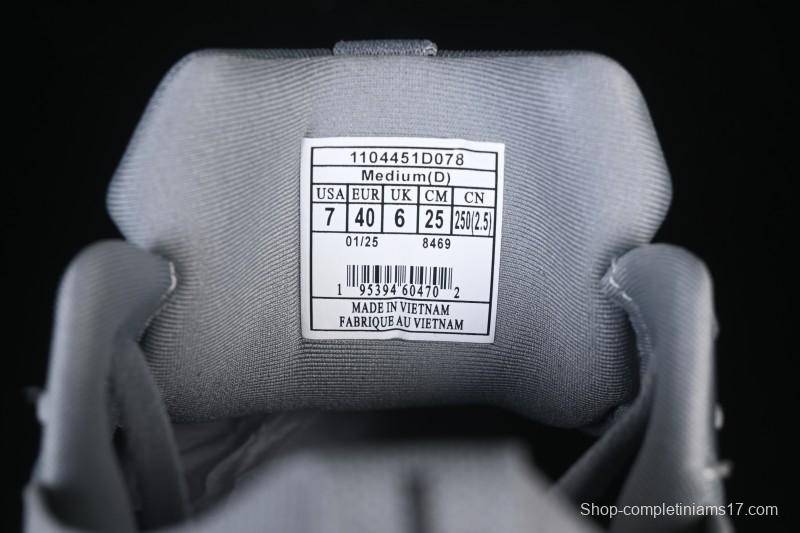 1104451D078
Medium(D)
USA EUR UK CM CN
7 40 6 25 250(2.5)
01/25 8469
1 95394 60470 2
MADE IN VIETNAM
FABRIQUE AU VIETNAM
Shop-completiniams17.com